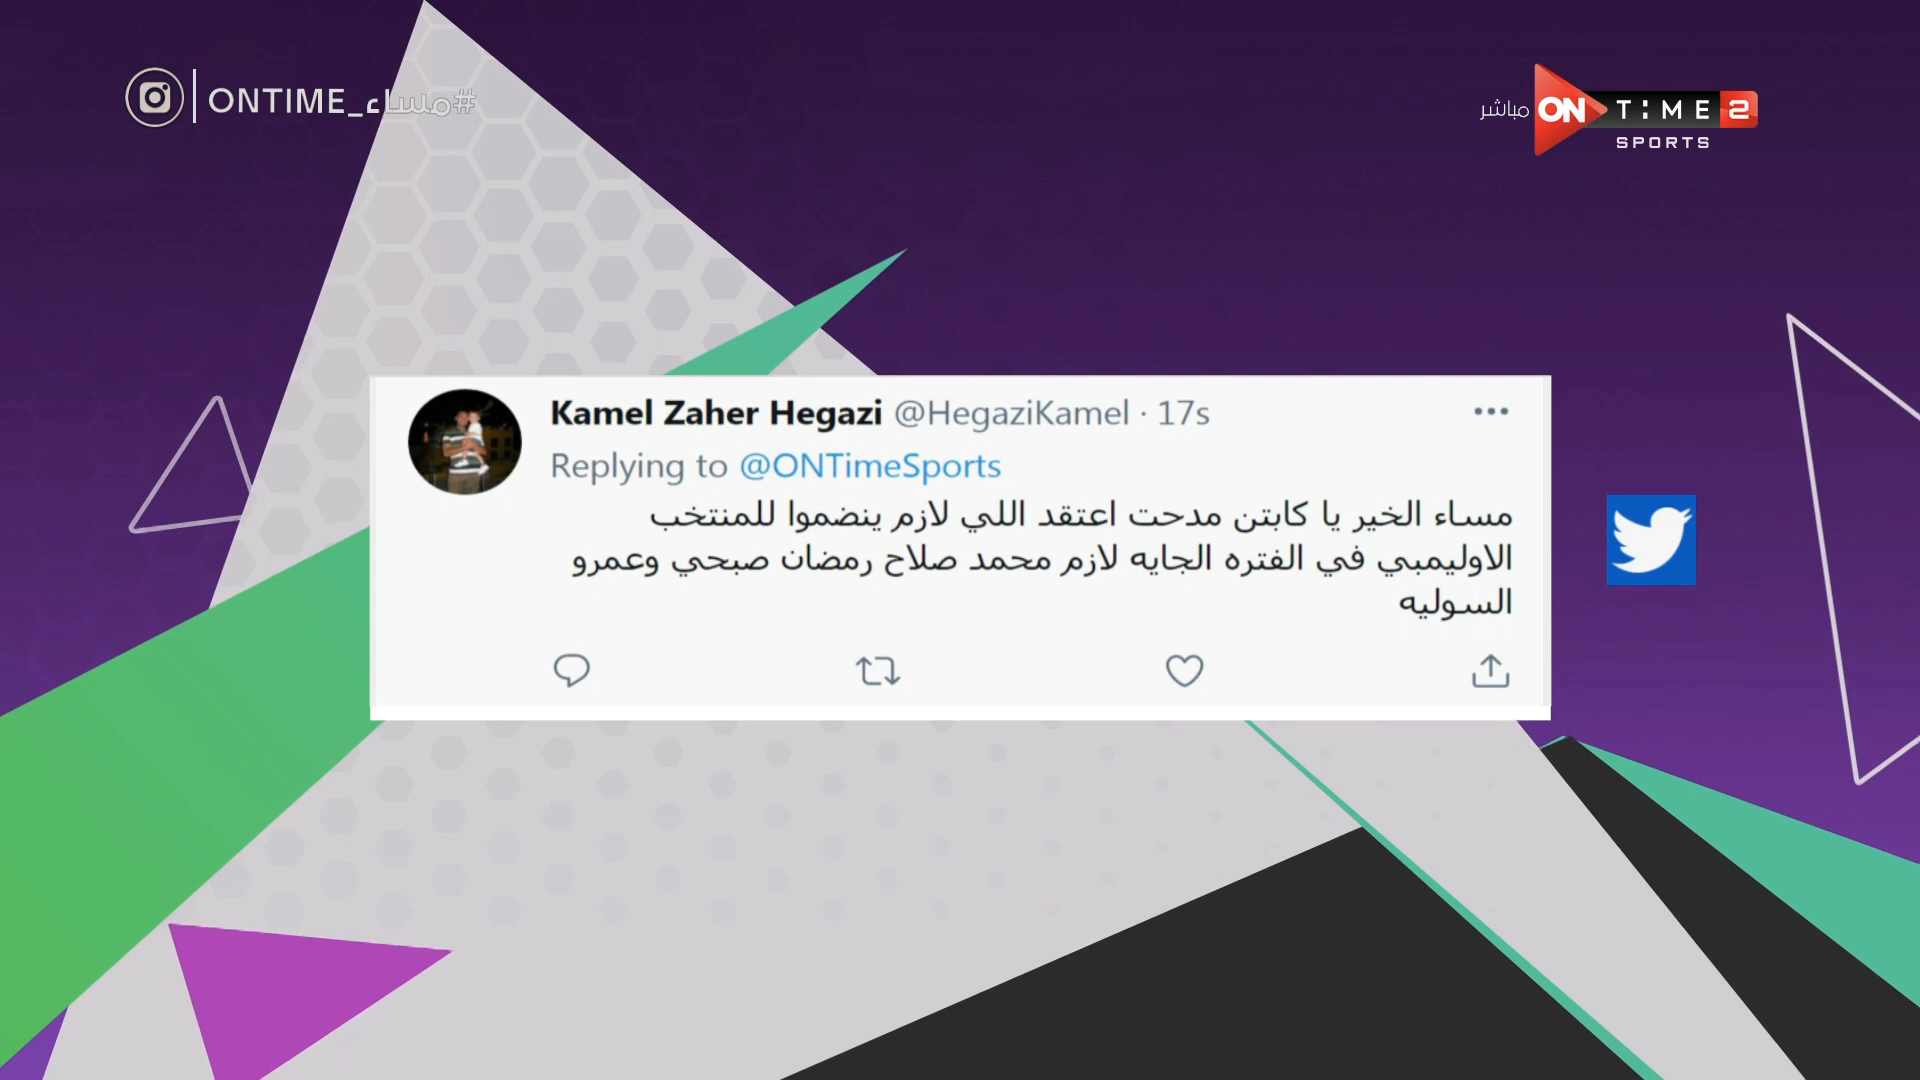 #مساء_ONTIME
مباشر
ON TIME 2
SPORTS
Kamel Zaher Hegazi @HegaziKamel · 17s
Replying to @ONTimeSports
مساء الخير يا كابتن مدحت اعتقد اللي لازم ينضموا للمنتخب
الاوليمبي في الفتره الجايه لازم محمد صلاح رمضان صبحي وعمرو
السوليه